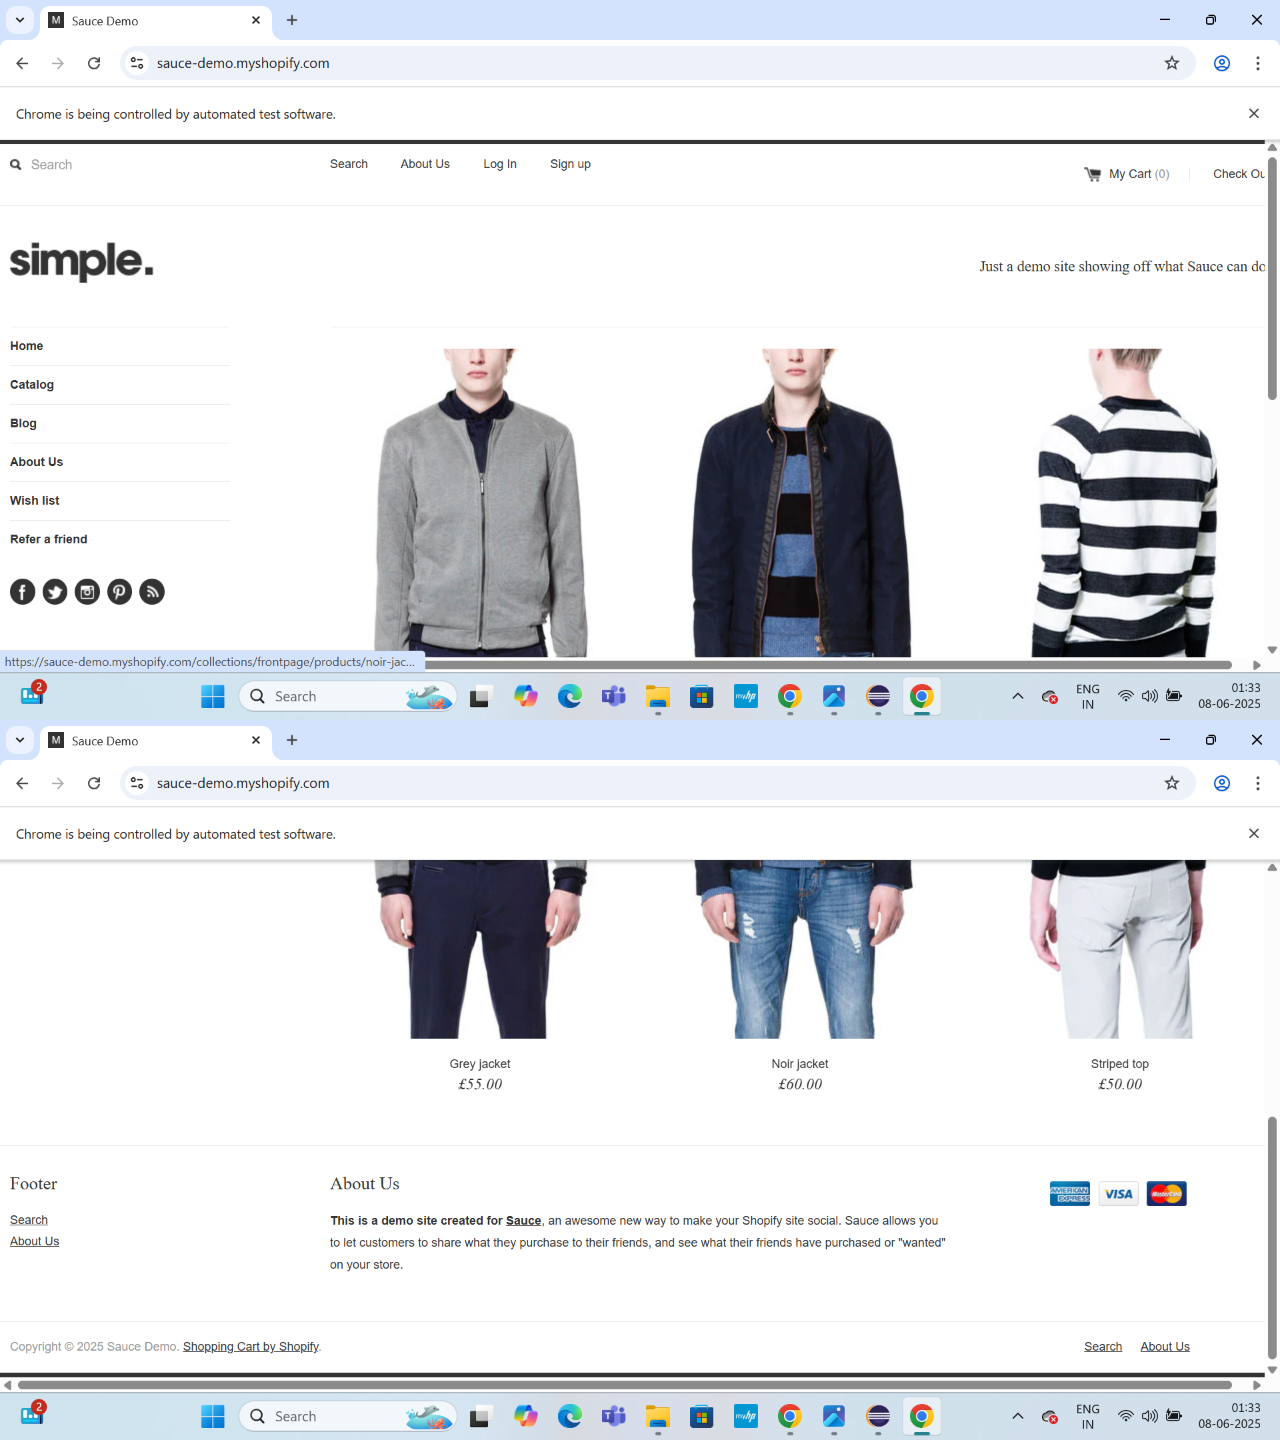 M Sauce Demo
sauce-demo.myshopify.com
Chrome is being controlled by automated test software.
Search
Search About Us Log In Sign up
My Cart (0) Check Ou
simple.
Just a demo site showing off what Sauce can do
Home
Catalog
Blog
About Us
Wish list
Refer a friend
https://sauce-demo.myshopify.com/collections/frontpage/products/noir-jac...
2
Search
myhp
ENG
IN
01:33
08-06-2025
M Sauce Demo
sauce-demo.myshopify.com
Chrome is being controlled by automated test software.
Grey jacket
£55.00
Noir jacket
£60.00
Striped top
£50.00
Footer
Search
About Us
About Us
This is a demo site created for Sauce, an awesome new way to make your Shopify site social. Sauce allows you
to let customers to share what they purchase to their friends, and see what their friends have purchased or "wanted"
on your store.
AMERICAN
EXPRESS
VISA
MasterCard
Copyright © 2025 Sauce Demo. Shopping Cart by Shopify.
Search About Us
2
Search
myhp
ENG
IN
01:33
08-06-2025